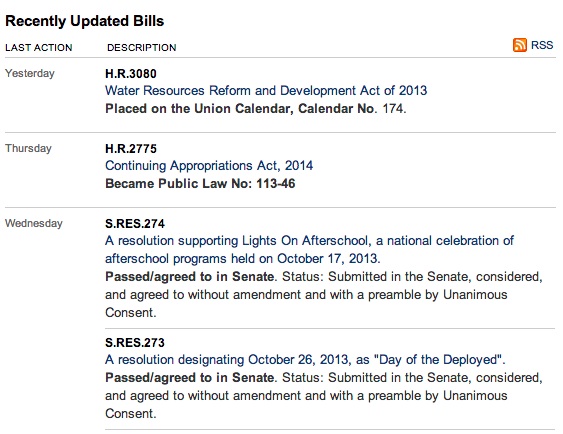 Recently Updated Bills
LAST ACTION DESCRIPTION RSS
Yesterday H.R.3080
Water Resources Reform and Development Act of 2013
Placed on the Union Calendar, Calendar No. 174.
Thursday H.R.2775
Continuing Appropriations Act, 2014
Became Public Law No: 113-46
Wednesday S.RES.274
A resolution supporting Lights On Afterschool, a national celebration of
afterschool programs held on October 17, 2013.
Passed/agreed to in Senate. Status: Submitted in the Senate, considered,
and agreed to without amendment and with a preamble by Unanimous
Consent.
S.RES.273
A resolution designating October 26, 2013, as "Day of the Deployed".
Passed/agreed to in Senate. Status: Submitted in the Senate, considered,
and agreed to without amendment and with a preamble by Unanimous
Consent.